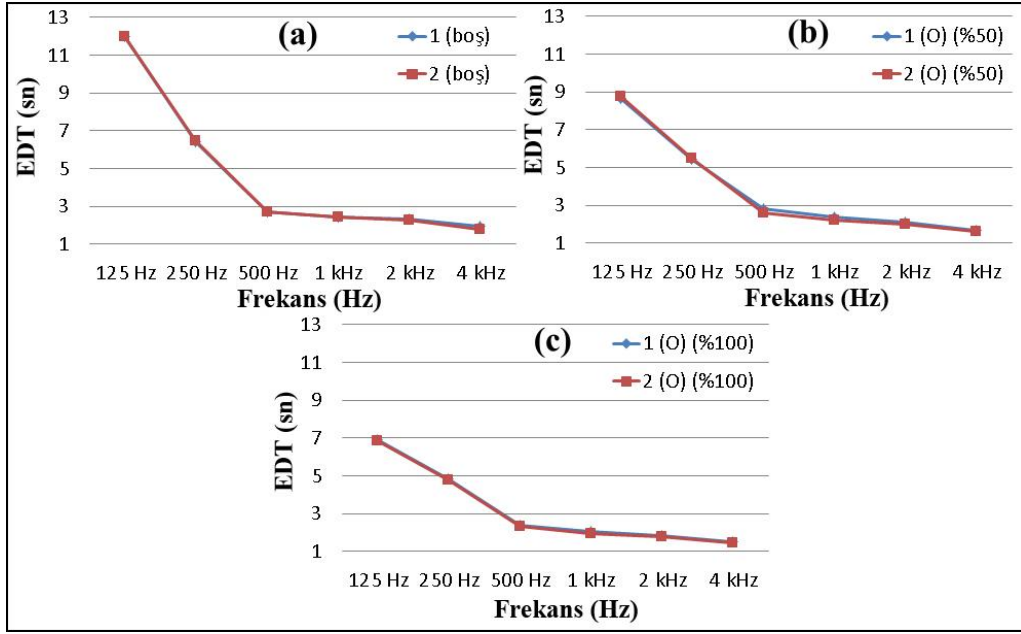 (a)
1 (boş)
2 (boş)
EDT (sn)
13
11
9
7
5
3
1
125 Hz 250 Hz 500 Hz 1 kHz 2 kHz 4 kHz
Frekans (Hz)
(b)
1 (O) (%50)
2 (O) (%50)
EDT (sn)
13
11
9
7
5
3
1
125 Hz 250 Hz 500 Hz 1 kHz 2 kHz 4 kHz
Frekans (Hz)
(c)
1 (O) (%100)
2 (O) (%100)
EDT (sn)
13
11
9
7
5
3
1
125 Hz 250 Hz 500 Hz 1 kHz 2 kHz 4 kHz
Frekans (Hz)